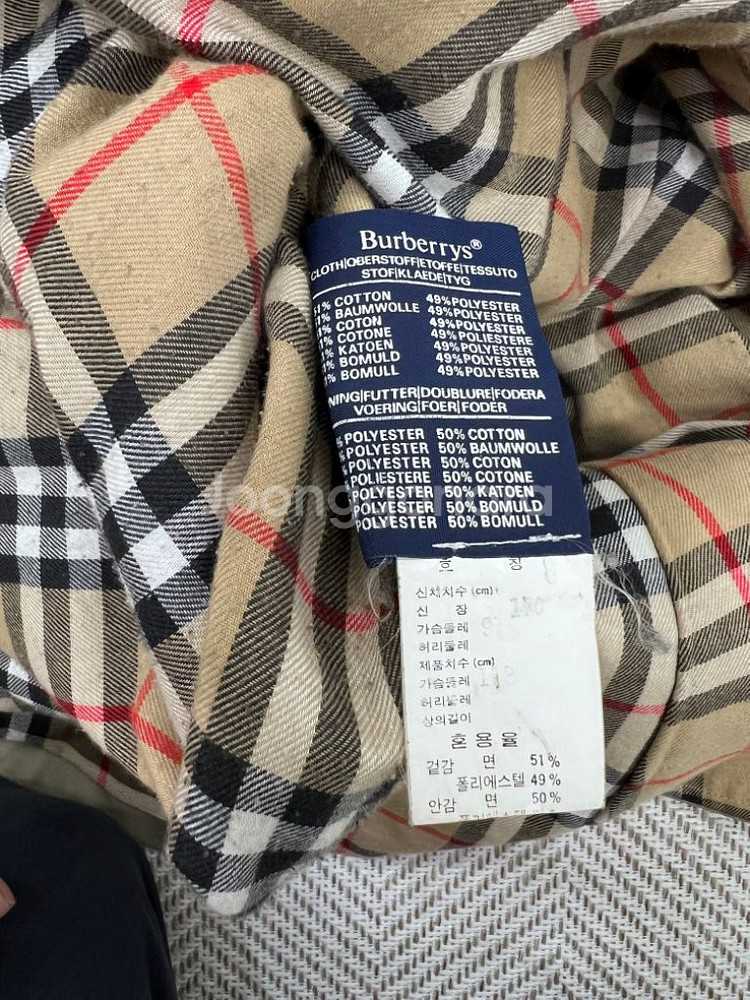 Burberrys®
CLOTH|OBERSTOFF|ETOFFE|TESSUTO
STOF|KLAEDE|TYG
51% COTTON 49%POLYESTER
1% BAUMWOLLE 49%POLYESTER
% COTON 49%POLYESTER
% COTONE 49%POLIESTERE
% KATOEN 49%POLYESTER
% BOMULD 49%POLYESTER
% BOMULL 49%POLYESTER
NING|FUTTER|DOUBLURE|FODERA
VOERING|FOER|FODER
% POLYESTER 50% COTTON
POLYESTER 50% BAUMWOLLE
POLYESTER 50% COTON
POLIESTERE 50% COTONE
POLYESTER 50% KATOEN
POLYESTER 50% BOMULD
POLYESTER 50% BOMULL
호 칭
신체치수 (cm)
신 장
가슴둘레
허리둘레
제품치수 (cm)
가슴둘레
허리둘레
상의길이
혼용율
겉감 면 51%
폴리에스텔 49%
안감 면 50%